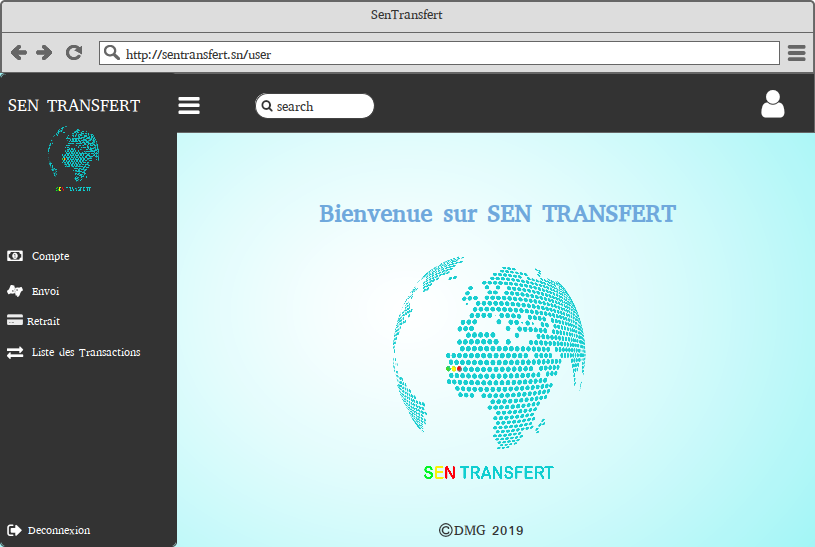 SenTransfert
http://sentransfert.sn/user
SEN TRANSFERT
search
SEN TRANSFERT
Compte
Envoi
Retrait
Liste des Transactions
Deconnexion
Bienvenue sur SEN TRANSFERT
SEN TRANSFERT
©DMG 2019